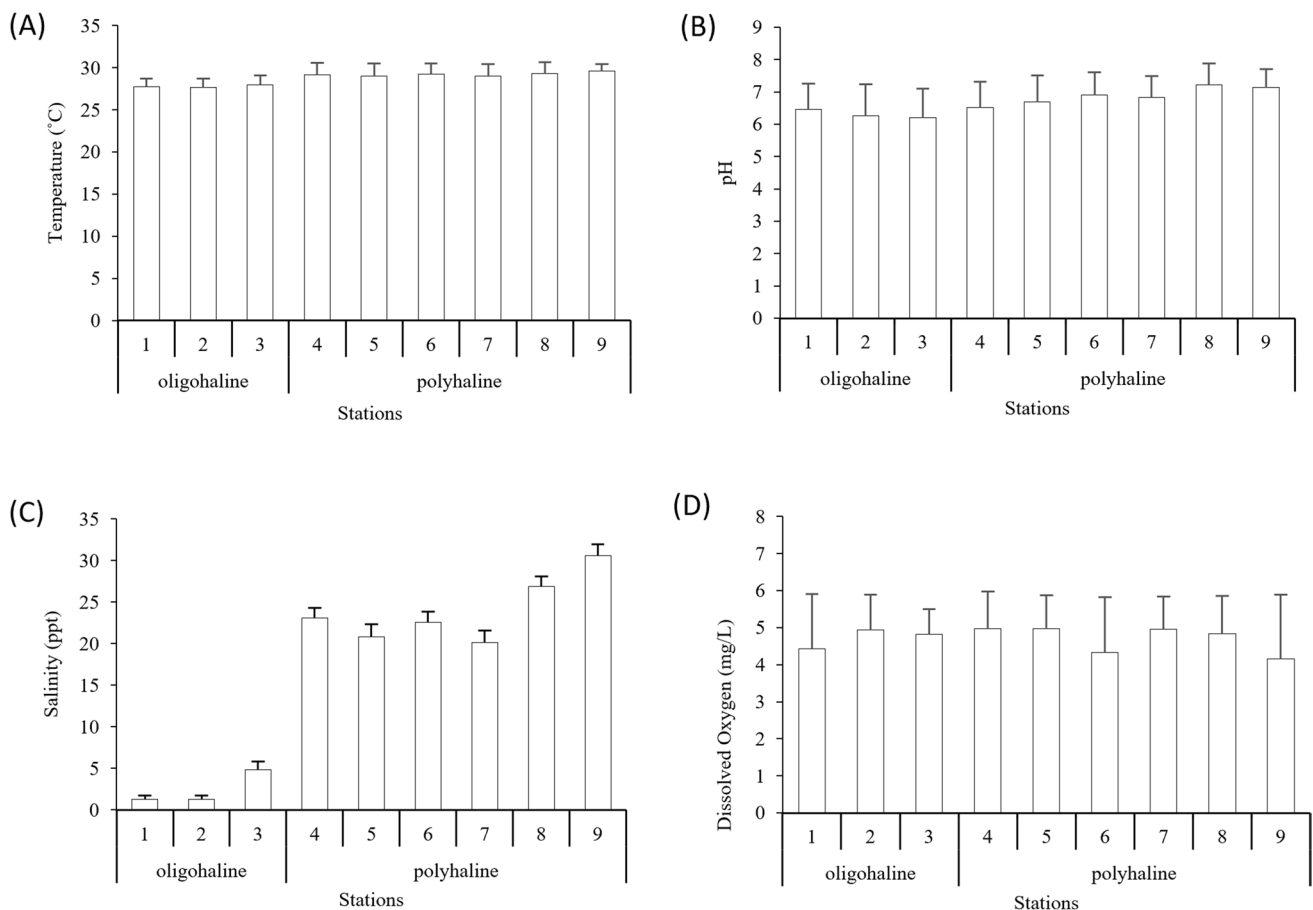 (A)
35
30
25
20
15
10
5
0
Temperature (˚C)
1 2 3 4 5 6 7 8 9
oligohaline polyhaline
Stations
(B)
9
8
7
6
5
4
3
2
1
0
pH
1 2 3 4 5 6 7 8 9
oligohaline polyhaline
Stations
(C)
35
30
25
20
15
10
5
0
Salinity (ppt)
1 2 3 4 5 6 7 8 9
oligohaline polyhaline
Stations
(D)
8
7
6
5
4
3
2
1
0
Dissolved Oxygen (mg/L)
1 2 3 4 5 6 7 8 9
oligohaline polyhaline
Stations